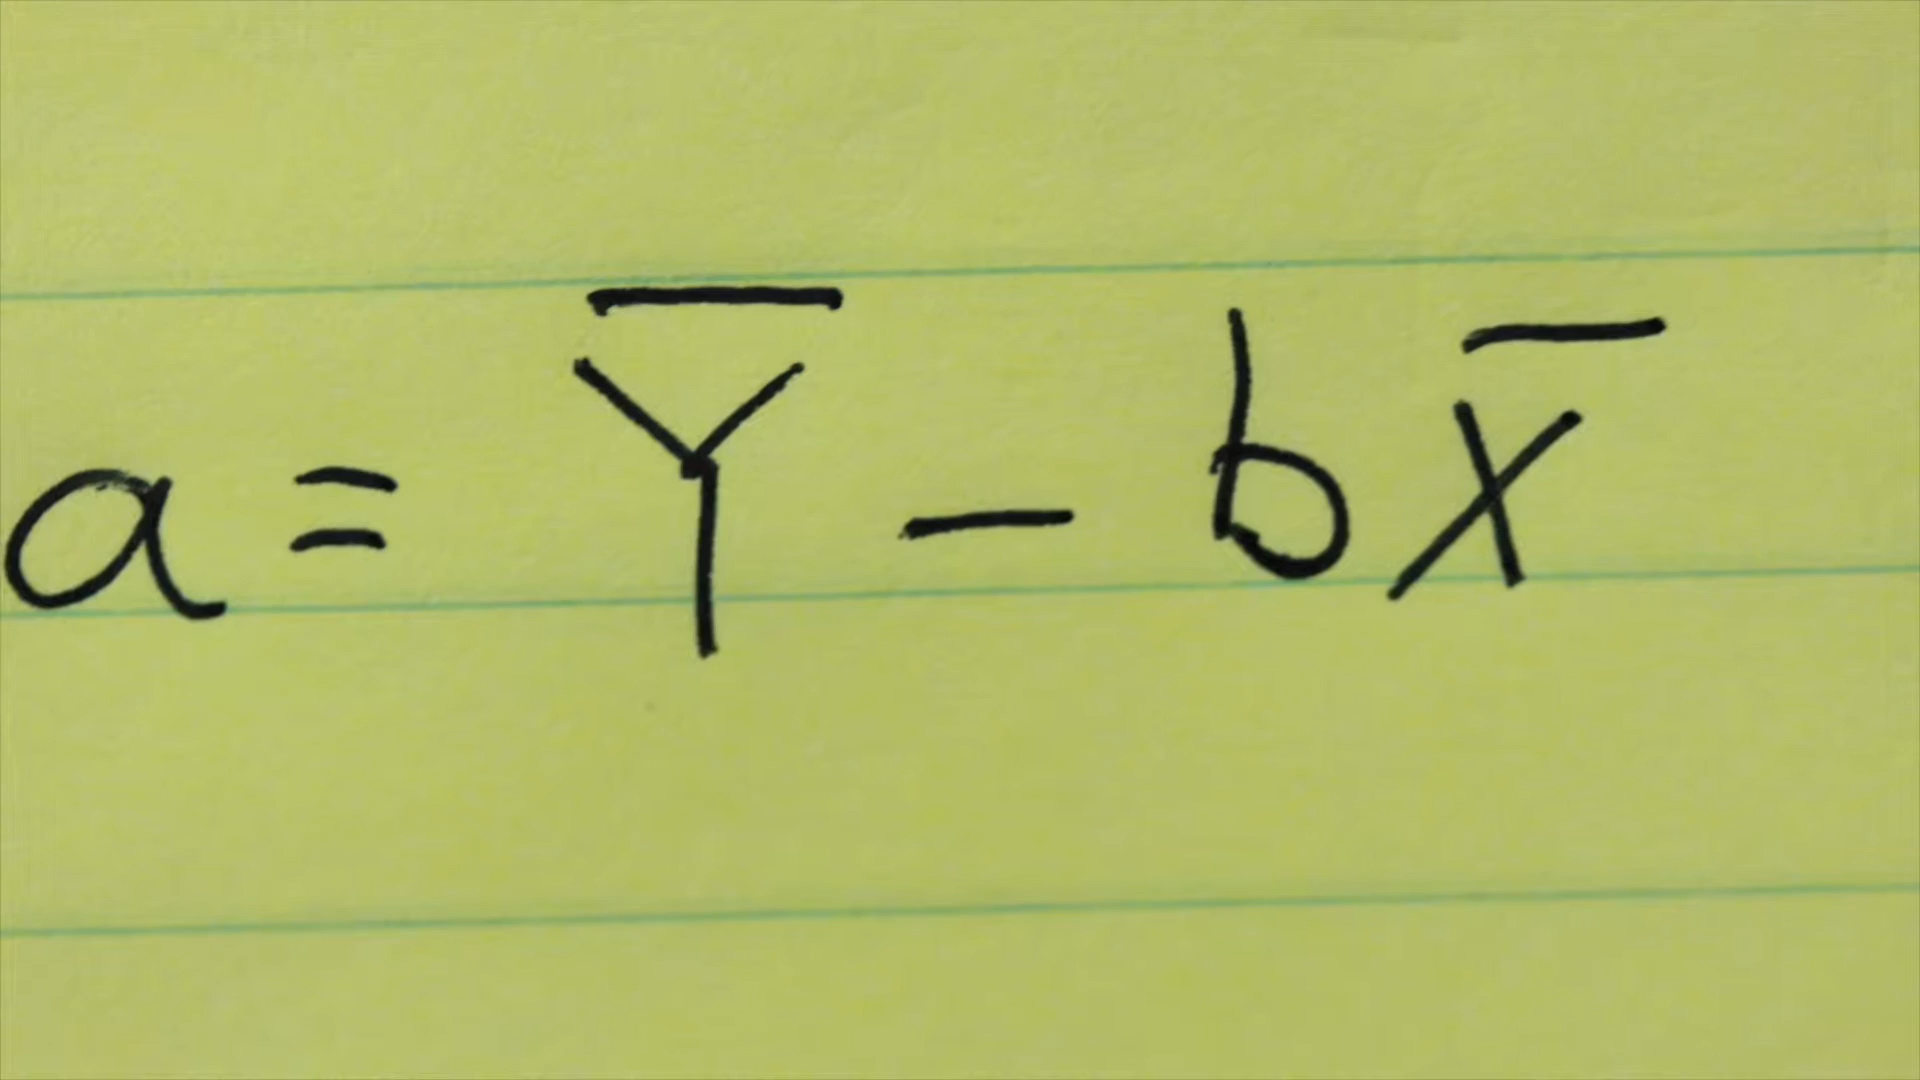 a = Y̅ - bX̅